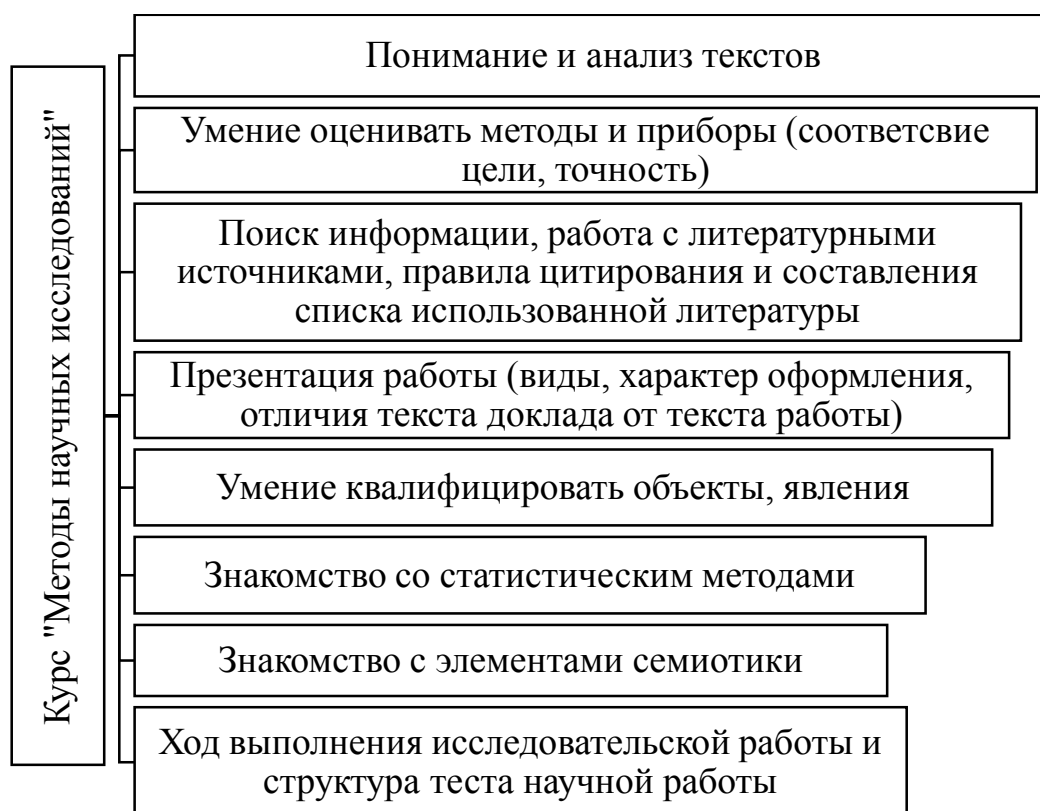 Курс "Методы научных исследований"
Понимание и анализ текстов
Умение оценивать методы и приборы (соответсвие
цели, точность)
Поиск информации, работа с литературными
источниками, правила цитирования и составления
списка использованной литературы
Презентация работы (виды, характер оформления,
отличия текста доклада от текста работы)
Умение квалифицировать объекты, явления
Знакомство со статистическим методами
Знакомство с элементами семиотики
Ход выполнения исследовательской работы и
структура теста научной работы